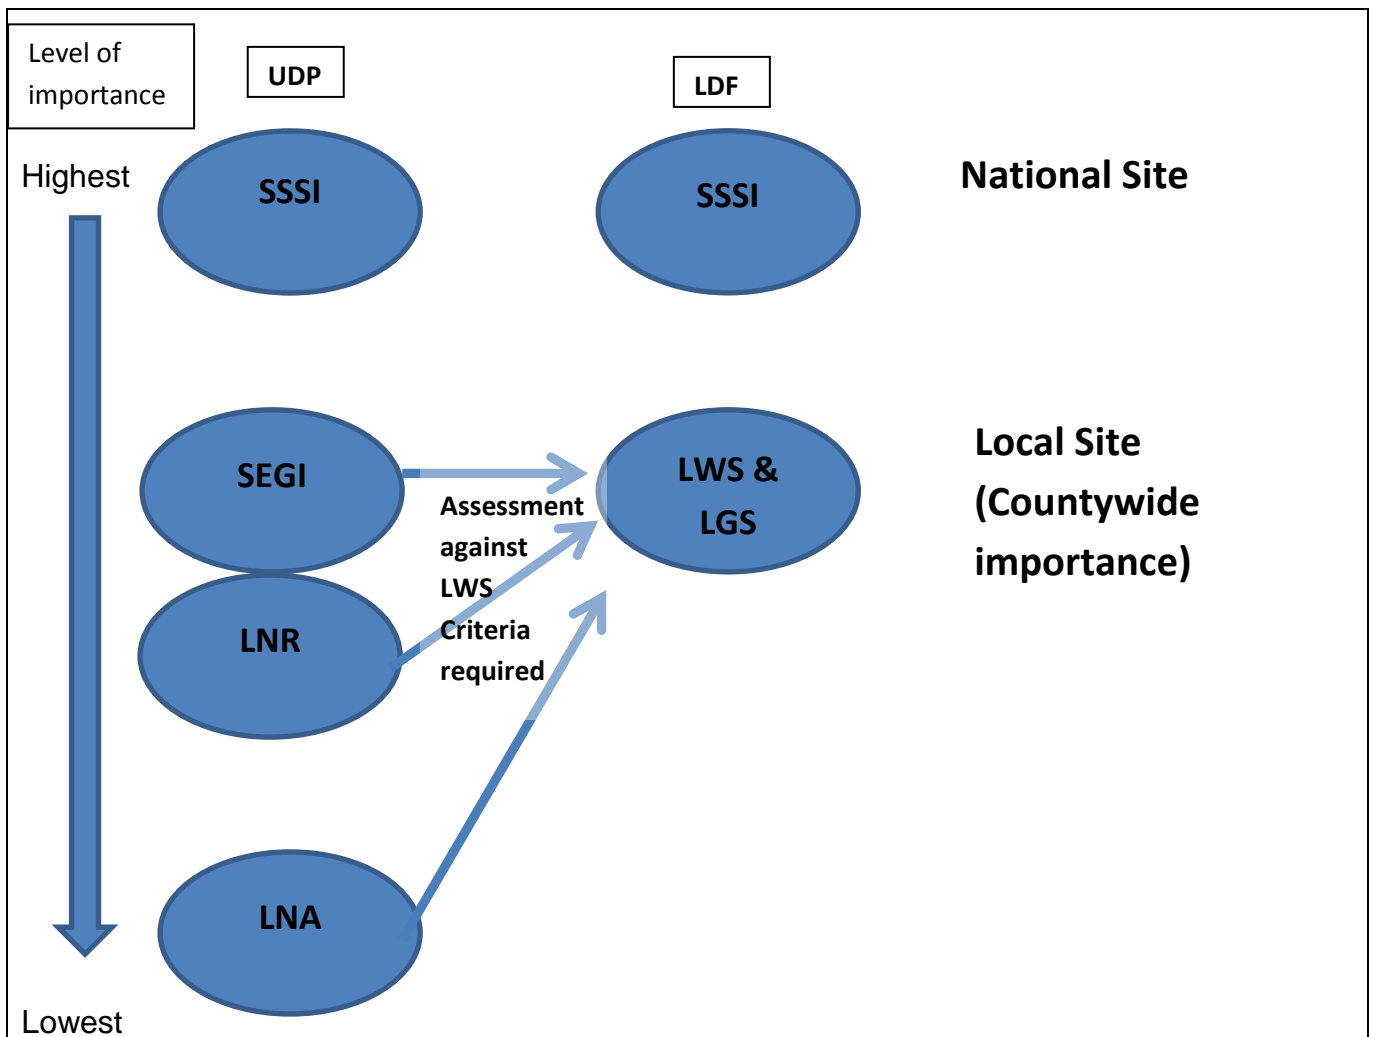 Level of
importance
UDP
LDF
Highest
SSSI
SSSI
National Site
SEGI
LWS &
LGS
Local Site
(Countywide
importance)
Assessment
against
LWS
Criteria
required
LNR
LNA
Lowest